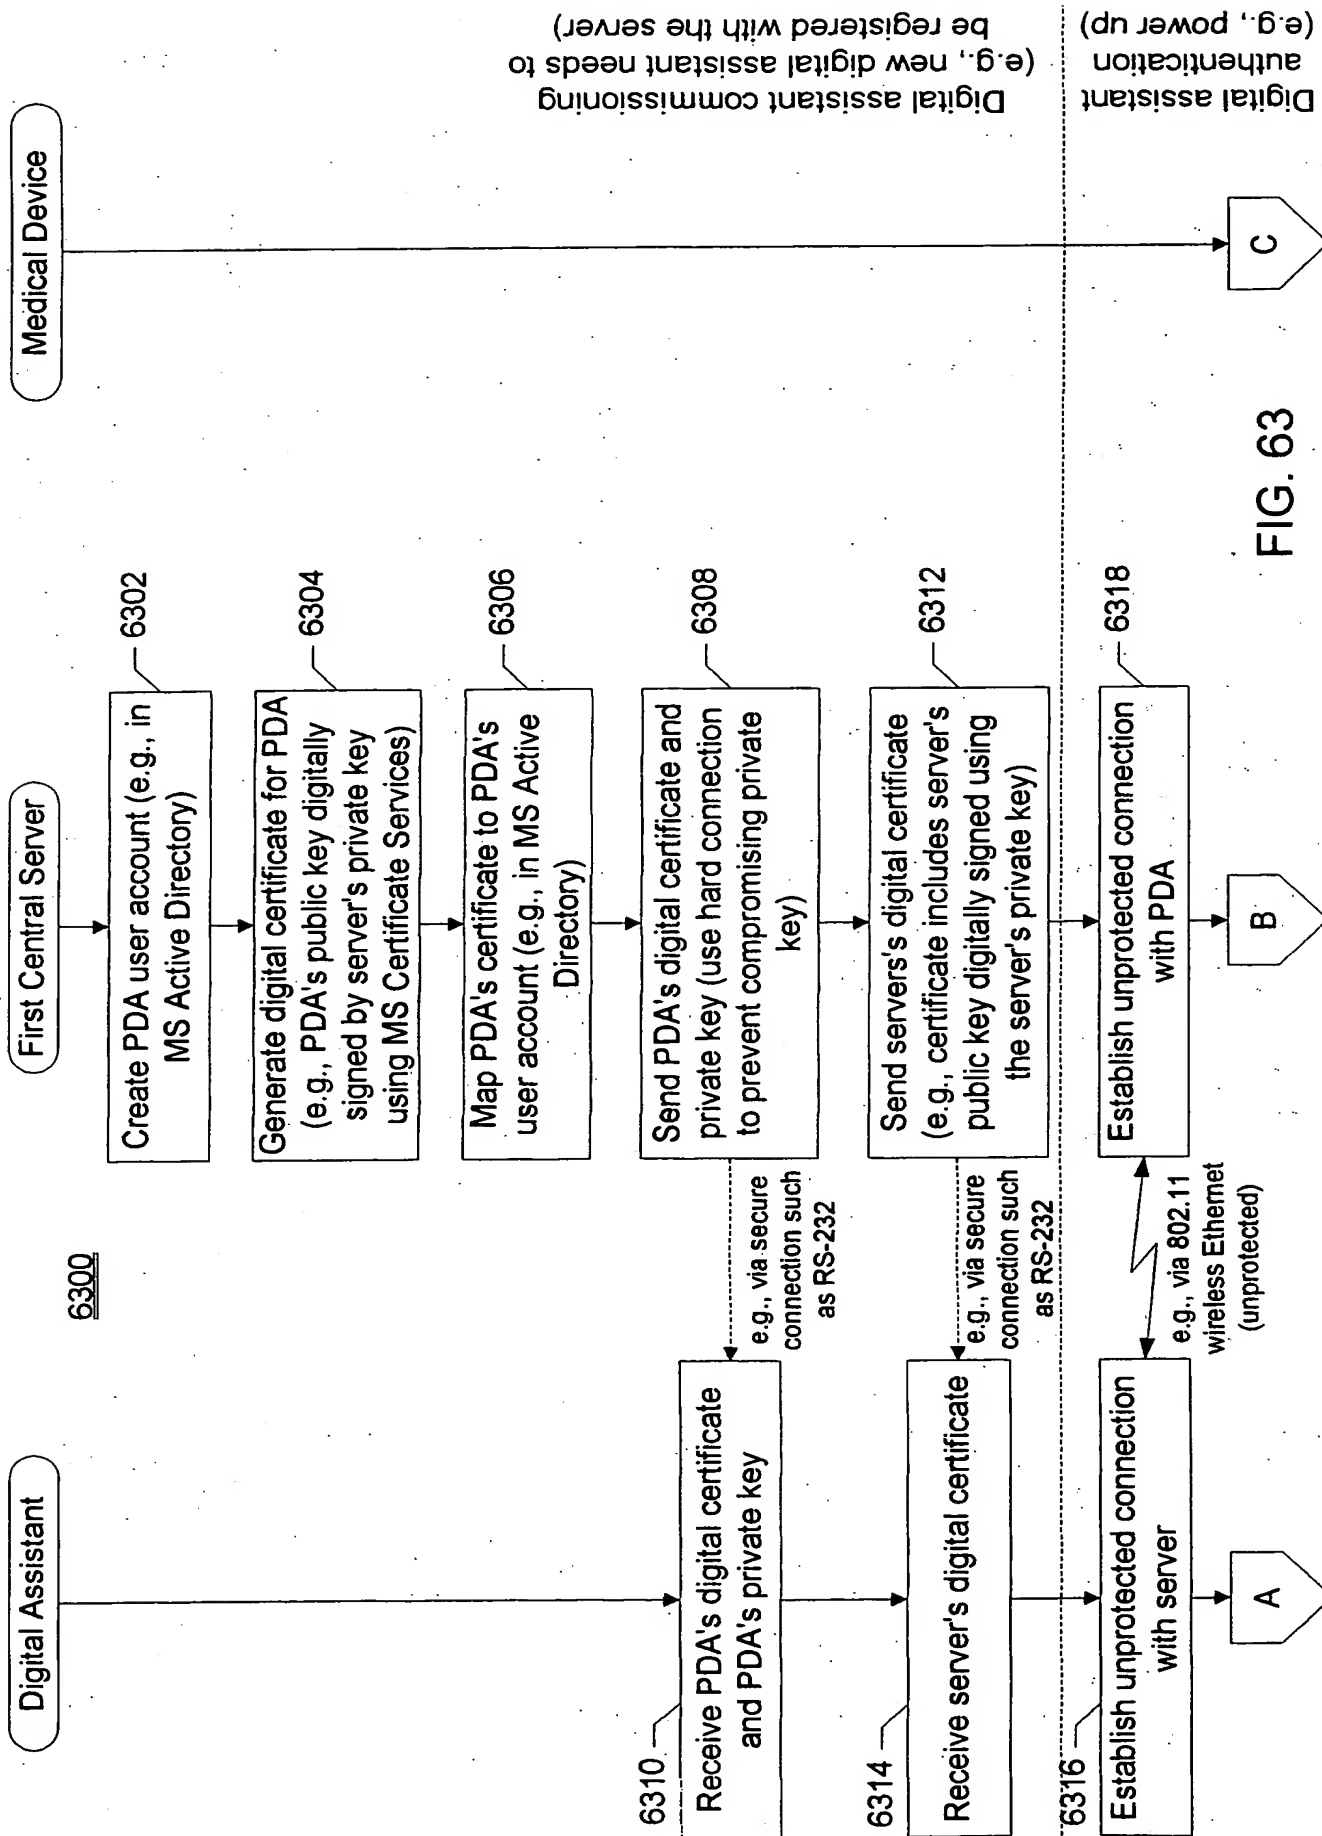 6300
Digital Assistant
First Central Server
Medical Device
Create PDA user account (e.g., in
MS Active Directory)
6302
Generate digital certificate for PDA
(e.g., PDA's public key digitally
signed by server's private key
using MS Certificate Services)
6304
Map PDA's certificate to PDA's
user account (e.g., in MS Active
Directory)
6306
Send PDA's digital certificate and
private key (use hard connection
to prevent compromising private
key)
6308
e.g., via secure
connection such
as RS-232
6310
Receive PDA's digital certificate
and PDA's private key
Send servers's digital certificate
(e.g., certificate includes server's
public key digitally signed using
the server's private key)
6312
e.g., via secure
connection such
as RS-232
6314
Receive server's digital certificate
Digital assistant commissioning
(e.g., new digital assistant needs to
be registered with the server)
6316
Establish unprotected connection
with server
e.g., via 802.11
wireless Ethernet
(unprotected)
Establish unprotected connection
with PDA
6318
Digital assistant
authentication
(e.g., power up)
A
B
C
FIG. 63